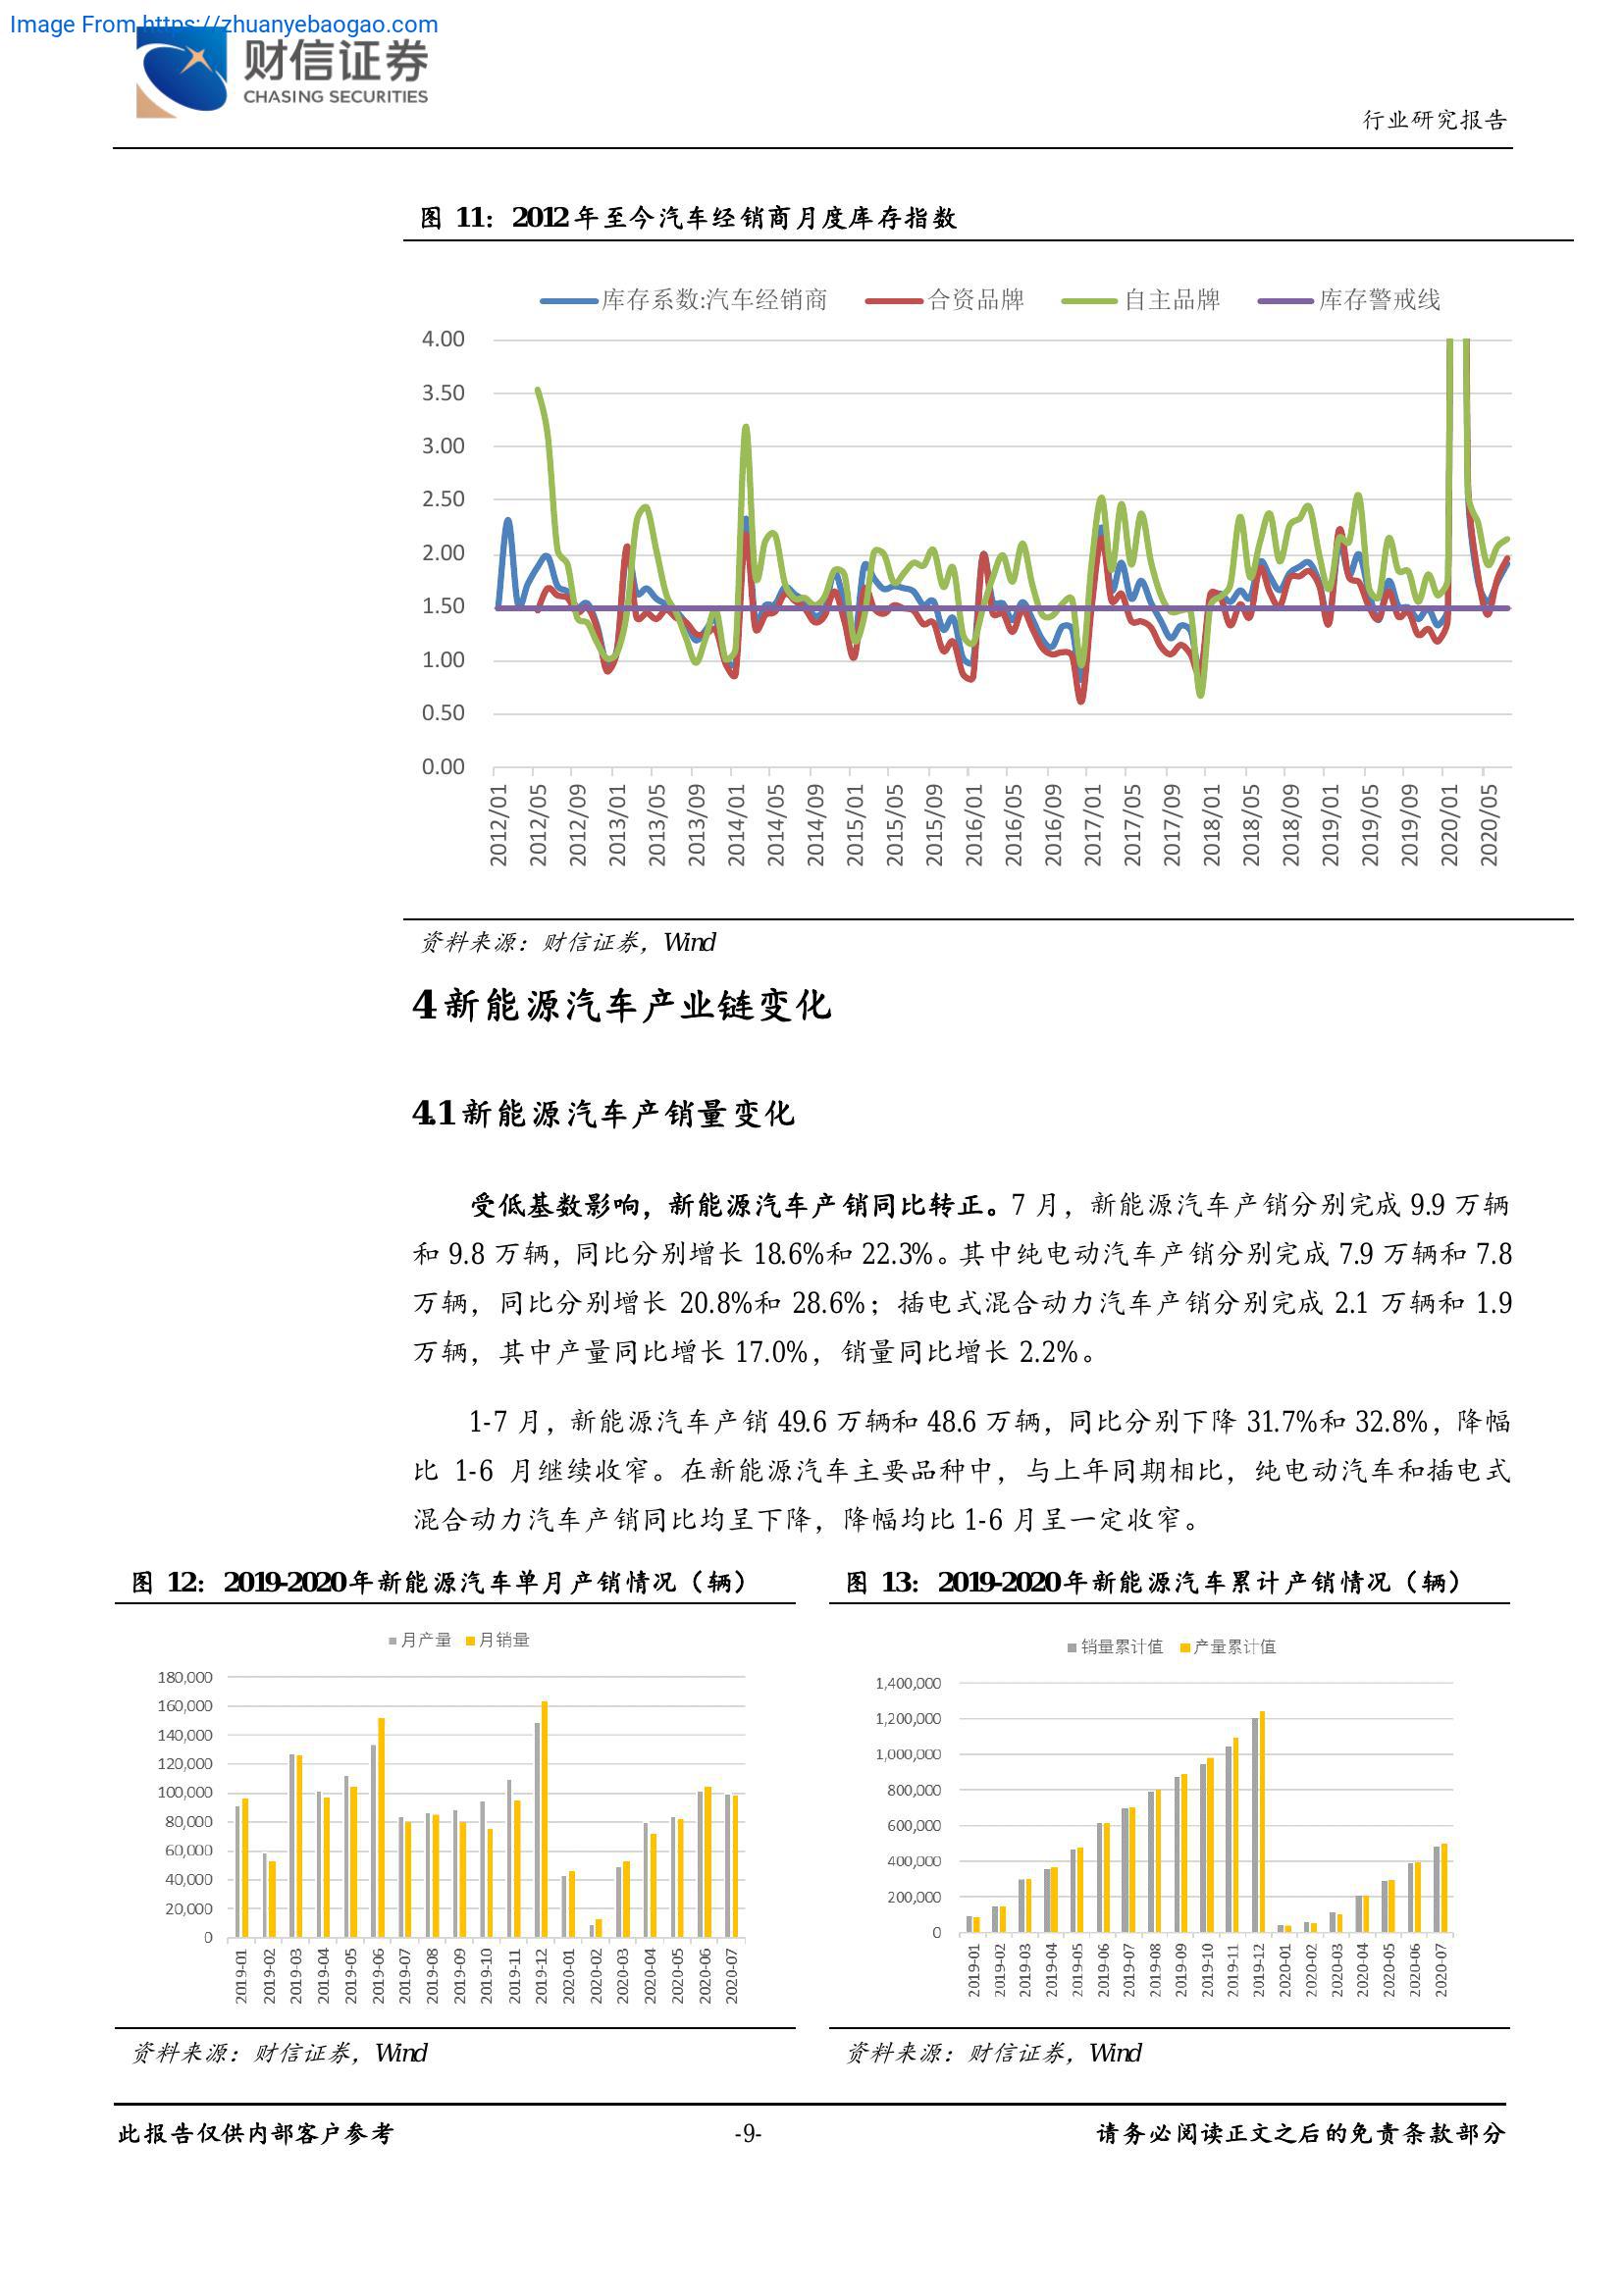 Image From https://zhuanyebaogao.com
财信证券
CHASING SECURITIES
行业研究报告
图 11：2012年至今汽车经销商月度库存指数
库存系数:汽车经销商 合资品牌 自主品牌 库存警戒线
4.00
3.50
3.00
2.50
2.00
1.50
1.00
0.50
0.00
2012/01 2012/05 2012/09 2013/01 2013/05 2013/09 2014/01 2014/05 2014/09 2015/01 2015/05 2015/09 2016/01 2016/05 2016/09 2017/01 2017/05 2017/09 2018/01 2018/05 2018/09 2019/01 2019/05 2019/09 2020/01 2020/05
资料来源：财信证券，Wind
4 新能源汽车产业链变化
4.1 新能源汽车产销量变化
受低基数影响，新能源汽车产销同比转正。7 月，新能源汽车产销分别完成 9.9 万辆
和 9.8 万辆，同比分别增长 18.6%和 22.3%。其中纯电动汽车产销分别完成 7.9 万辆和 7.8
万辆，同比分别增长 20.8%和 28.6%；插电式混合动力汽车产销分别完成 2.1 万辆和 1.9
万辆，其中产量同比增长 17.0%，销量同比增长 2.2%。
1-7 月，新能源汽车产销 49.6 万辆和 48.6 万辆，同比分别下降 31.7%和 32.8%，降幅
比 1-6 月继续收窄。在新能源汽车主要品种中，与上年同期相比，纯电动汽车和插电式
混合动力汽车产销同比均呈下降，降幅均比 1-6 月呈一定收窄。
图 12：2019-2020年新能源汽车单月产销情况（辆）
月产量 月销量
180,000
160,000
140,000
120,000
100,000
80,000
60,000
40,000
20,000
0
2019-01 2019-02 2019-03 2019-04 2019-05 2019-06 2019-07 2019-08 2019-09 2019-10 2019-11 2019-12 2020-01 2020-02 2020-03 2020-04 2020-05 2020-06 2020-07
资料来源：财信证券，Wind
图 13：2019-2020年新能源汽车累计产销情况（辆）
销量累计值 产量累计值
1,400,000
1,200,000
1,000,000
800,000
600,000
400,000
200,000
0
2019-01 2019-02 2019-03 2019-04 2019-05 2019-06 2019-07 2019-08 2019-09 2019-10 2019-11 2019-12 2020-01 2020-02 2020-03 2020-04 2020-05 2020-06 2020-07
资料来源：财信证券，Wind
此报告仅供内部客户参考 -9- 请务必阅读正文之后的免责条款部分